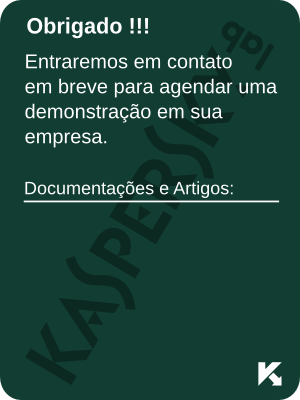 Obrigado !!!
Entraremos em contato
em breve para agendar uma
demonstração em sua
empresa.
Documentações e Artigos:
KASPERSKY
lab
K